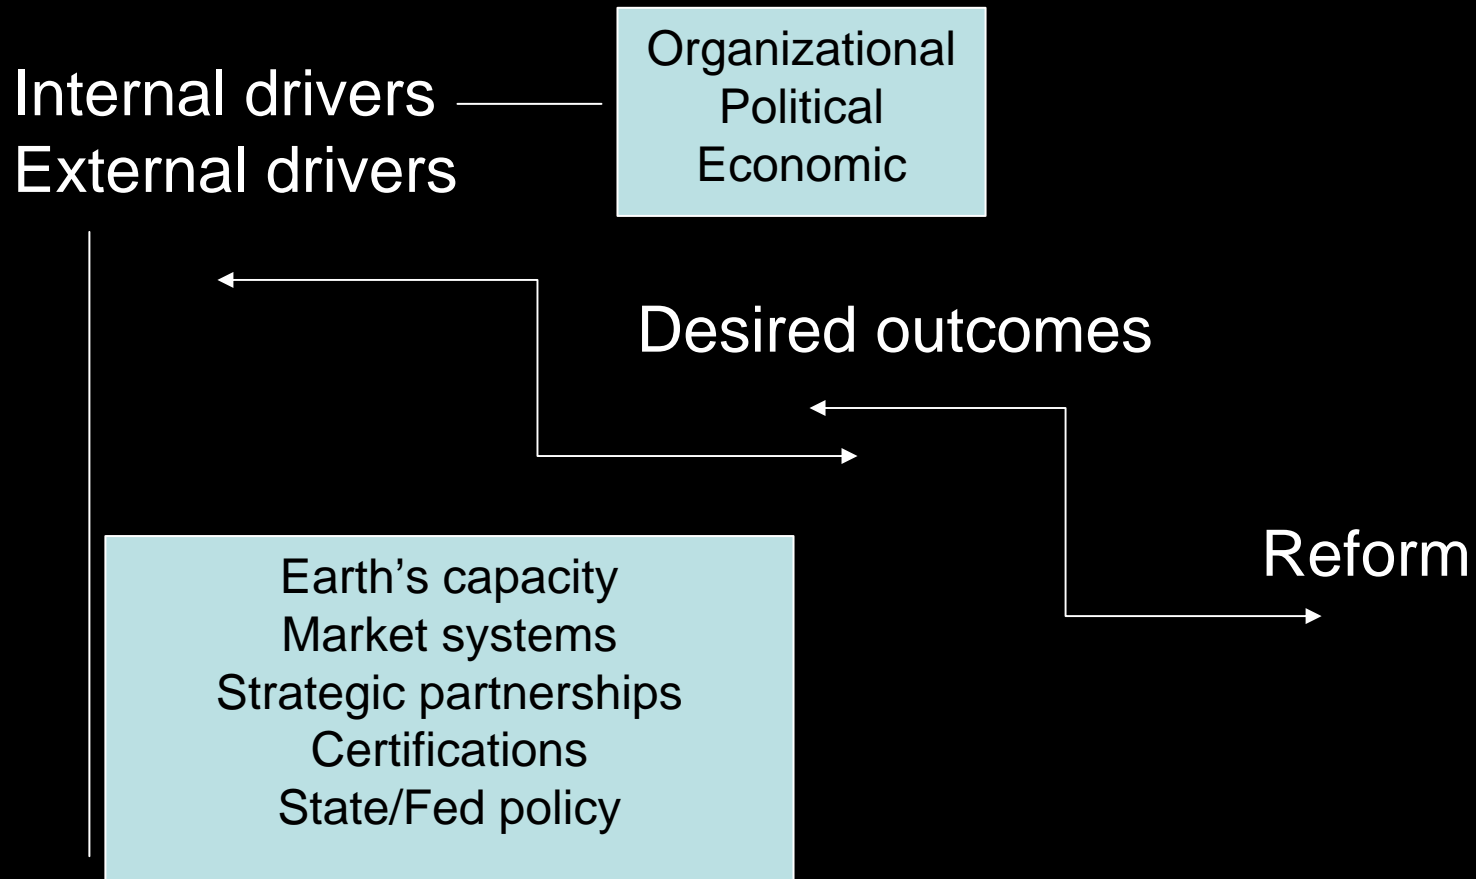 Internal drivers
External drivers
Organizational
Political
Economic
Desired outcomes
Reform
Earth’s capacity
Market systems
Strategic partnerships
Certifications
State/Fed policy